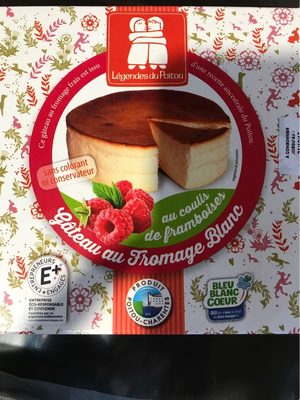 Légendes du Poitou
Ce gâteau au fromage frais est issu
d'une recette ancestrale du Poitou.
sans colorant
ni conservateur
au coulis
de framboises
Gâteau au Fromage Blanc
E+
ENTREPRISE
ECO-RESPONSABLE
ET CITOYENNE
PRODUIT
POITOU-CHARENTES
BLEU
BLANC
COEUR
A CONSOMMER